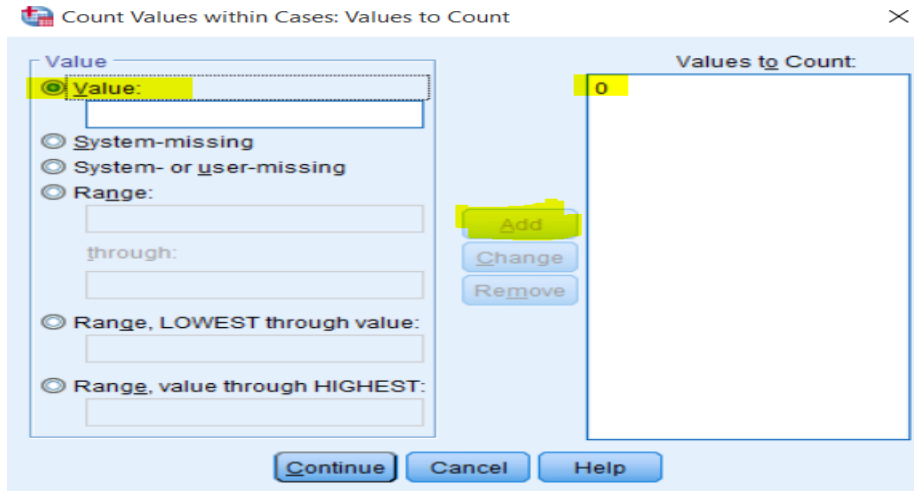 Count Values within Cases: Values to Count
Value
Value:
System-missing
System- or user-missing
Range:
through:
Range, LOWEST through value:
Range, value through HIGHEST:
Add
Change
Remove
Values to Count:
0
Continue Cancel Help